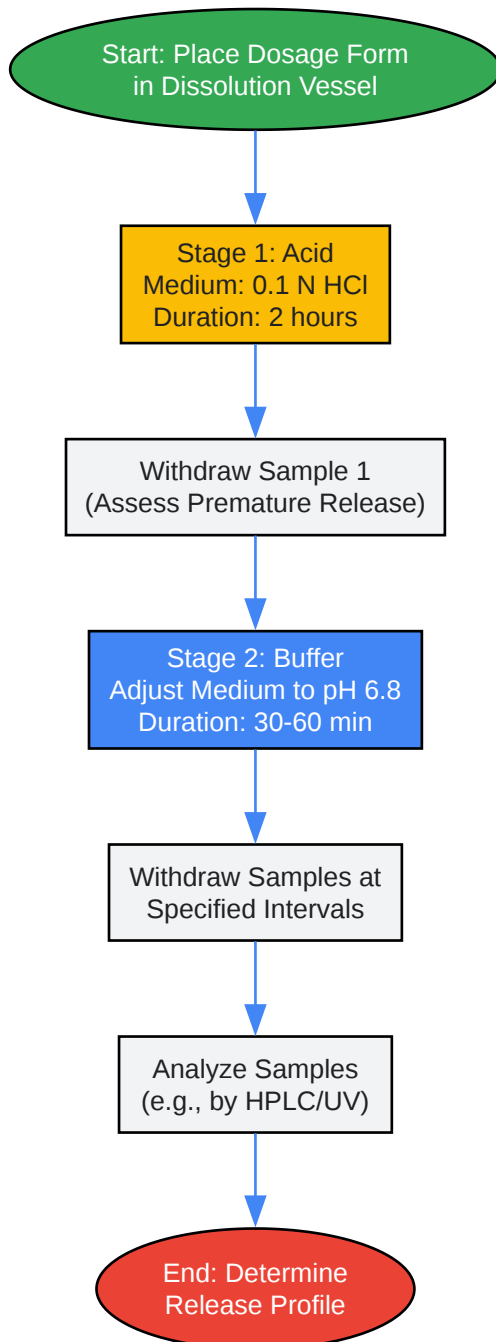 Start: Place Dosage Form
in Dissolution Vessel
Stage 1: Acid
Medium: 0.1 N HCl
Duration: 2 hours
Withdraw Sample 1
(Assess Premature Release)
Stage 2: Buffer
Adjust Medium to pH 6.8
Duration: 30-60 min
Withdraw Samples at
Specified Intervals
Analyze Samples
(e.g., by HPLC/UV)
End: Determine
Release Profile